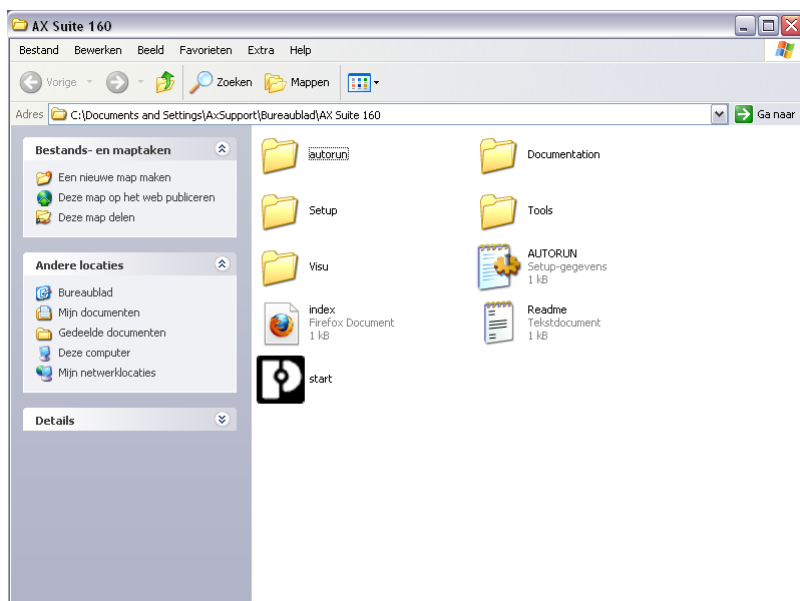 AX Suite 160
Bestand Bewerken Beeld Favorieten Extra Help
Vorige Zoeken Mappen
Adres C:\Documents and Settings\AxSupport\Bureaublad\AX Suite 160 Ga naar
Bestands- en maptaken
Een nieuwe map maken
Deze map op het web publiceren
Deze map delen
Andere locaties
Bureaublad
Mijn documenten
Gedeelde documenten
Deze computer
Mijn netwerklocaties
Details
autorun
Documentation
Setup
Tools
Visu
AUTORUN
Setup-gegevens
1 kB
index
Firefox Document
1 kB
Readme
Tekstdocument
1 kB
start